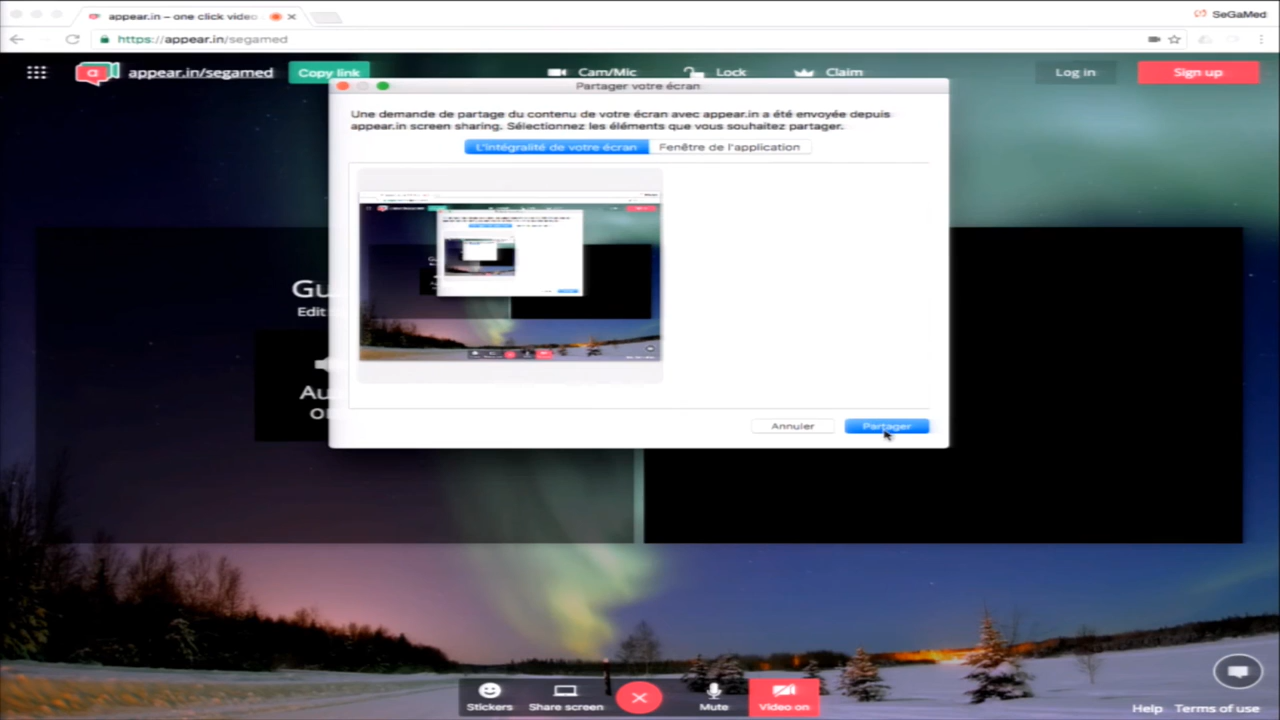 appear.in – one click video
SeGaMed
https://appear.in/segamed
appear.in/segamed
Copy link
Cam/Mic
Lock
Claim
Log in
Sign up
Partager votre écran
Une demande de partage du contenu de votre écran avec appear.in a été envoyée depuis
appear.in screen sharing. Sélectionnez les éléments que vous souhaitez partager.
L'intégralité de votre écran
Fenêtre de l'application
Gu
Edit
Au
Annuler
Partager
Stickers
Share screen
Mute
Video on
Help
Terms of use